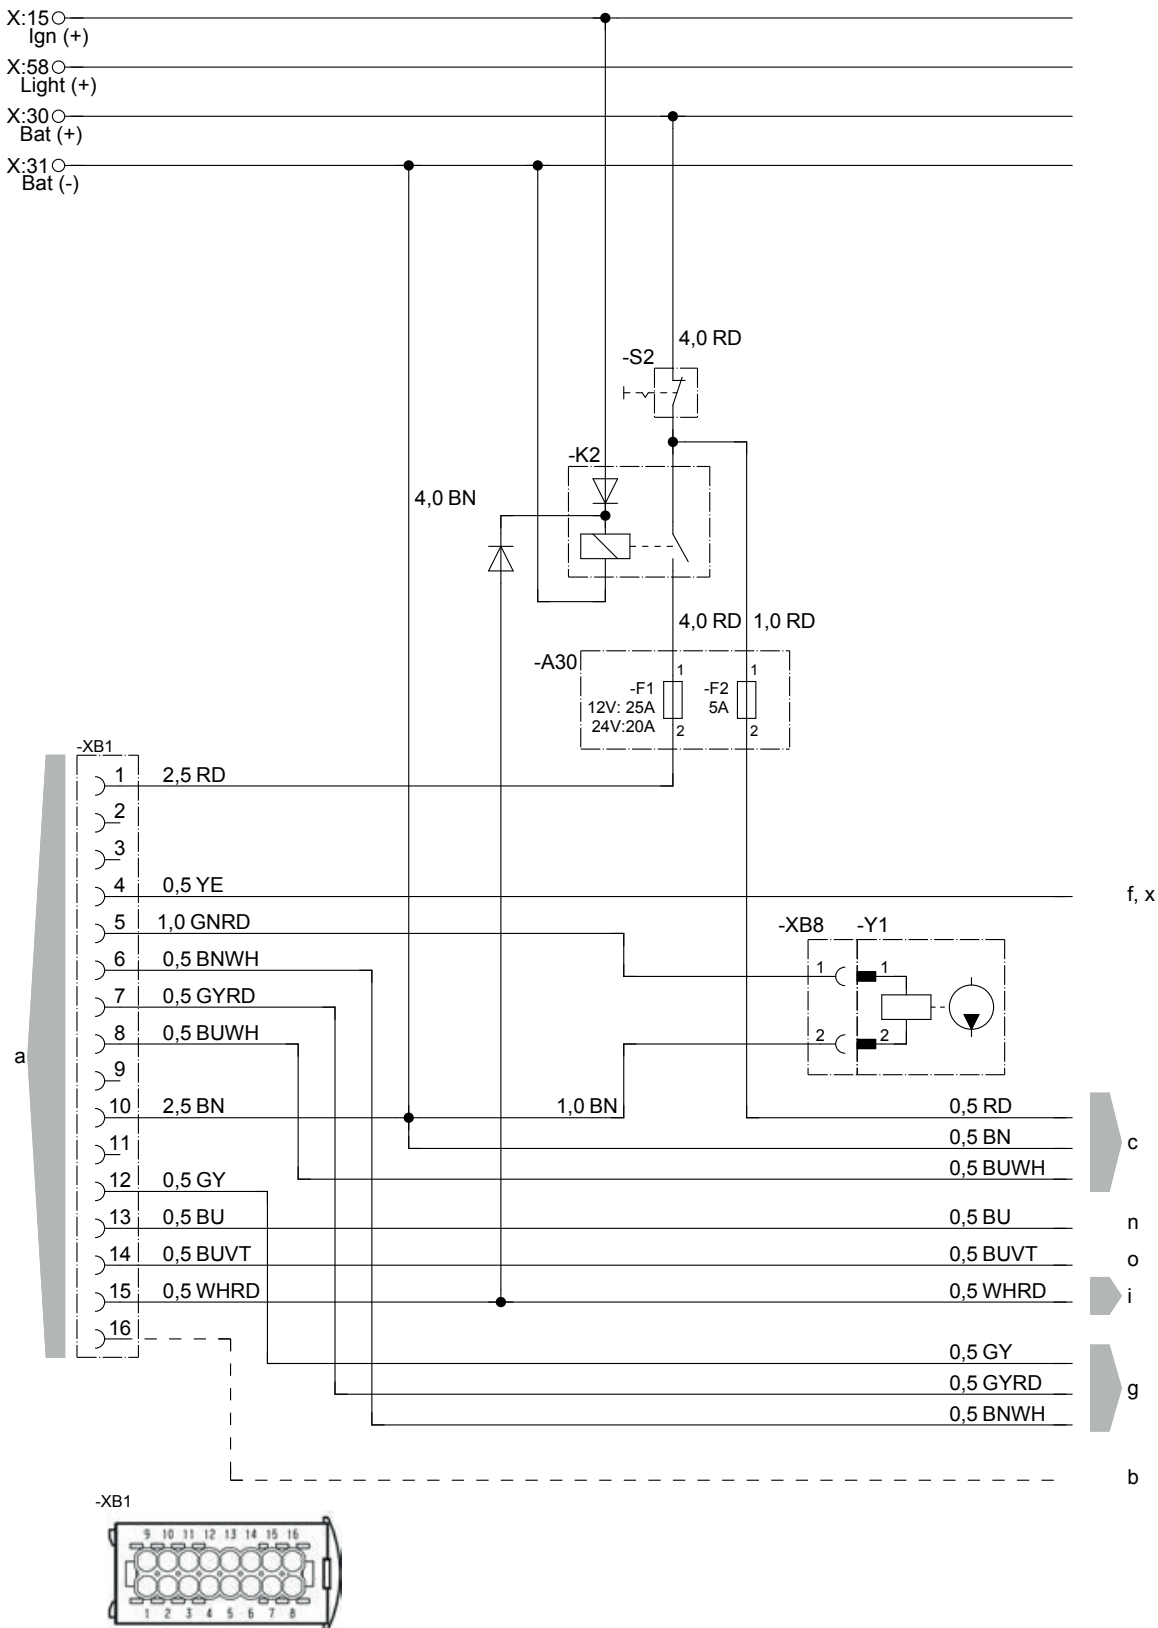 X:15
Ign (+)
X:58
Light (+)
X:30
Bat (+)
X:31
Bat (-)
4,0 RD
-S2
-K2
4,0 BN
4,0 RD 1,0 RD
-A30
1 1
-F1 -F2
12V: 25A 5A
24V:20A
2 2
-XB1
1 2,5 RD
2
3
4 0,5 YE f, x
5 1,0 GNRD
-XB8 -Y1
6 0,5 BNWH
1 1
7 0,5 GYRD
8 0,5 BUWH
2 2
a
9
10 2,5 BN 1,0 BN 0,5 RD
11 0,5 BN c
0,5 BUWH
12 0,5 GY
13 0,5 BU 0,5 BU n
14 0,5 BUVT 0,5 BUVT o
15 0,5 WHRD 0,5 WHRD i
16
0,5 GY
0,5 GYRD g
0,5 BNWH
b
-XB1
9 10 11 12 13 14 15 16
1 2 3 4 5 6 7 8